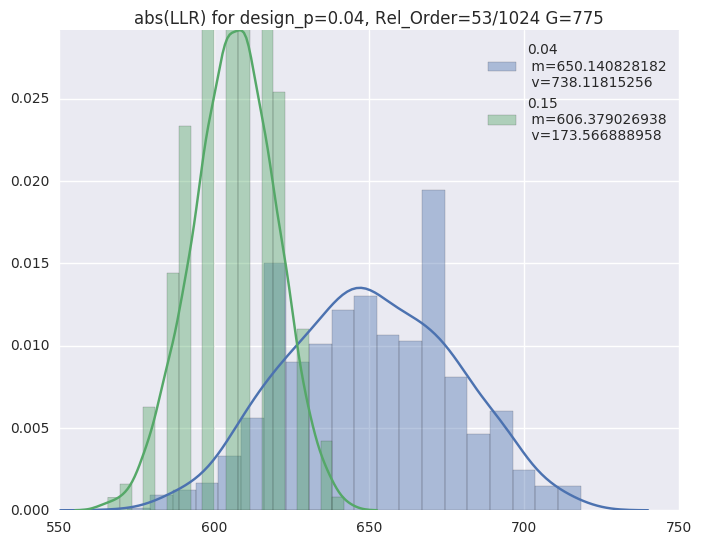 abs(LLR) for design_p=0.04, Rel_Order=53/1024 G=775
0.04
m=650.140828182
v=738.11815256
0.15
m=606.379026938
v=173.566888958
0.025
0.020
0.015
0.010
0.005
0.000
550
600
650
700
750